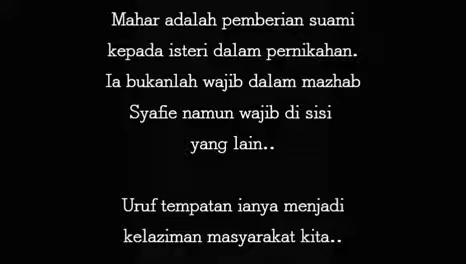 Mahar adalah pemberian suami
kepada isteri dalam pernikahan.
Ia bukanlah wajib dalam mazhab
Syafie namun wajib di sisi
yang lain..
Uruf tempatan ianya menjadi
kelaziman masyarakat kita..